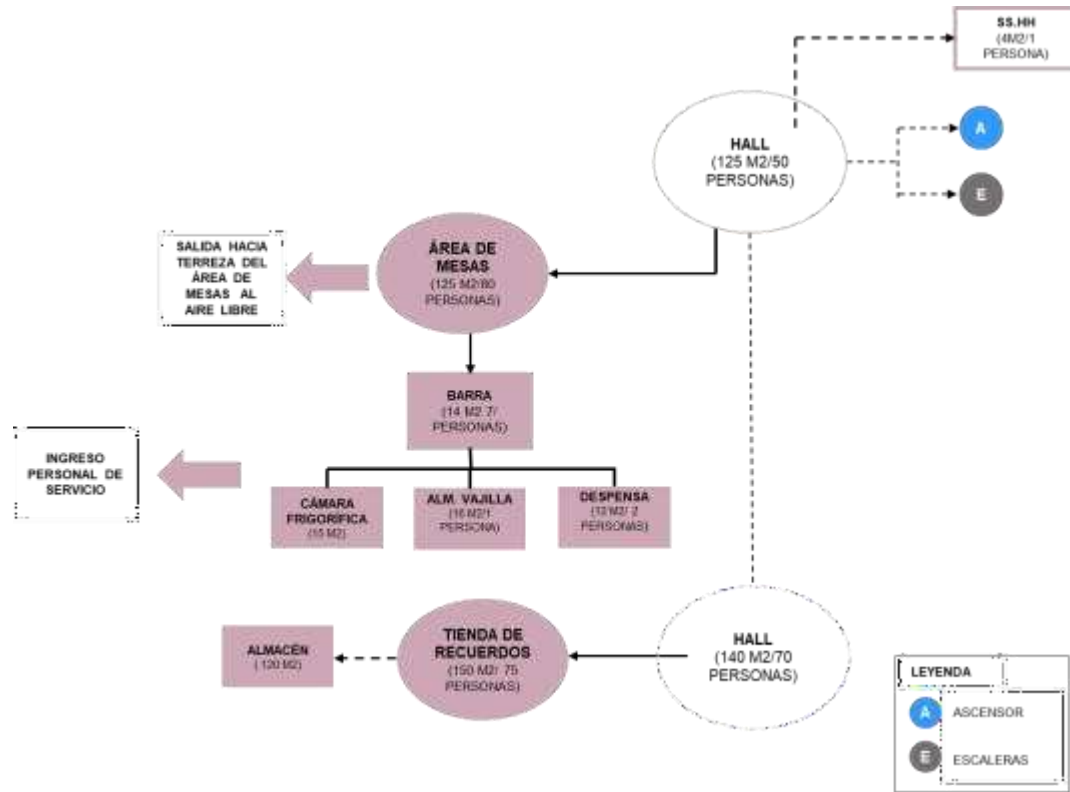 SS.HH
(4M2/1
PERSONA)
A
HALL
(125 M2/50
PERSONAS)
E
SALIDA HACIA
TERREZA DEL
ÁREA DE
MESAS AL
AIRE LIBRE
ÁREA DE
MESAS
(125 M2/80
PERSONAS)
BARRA
(14 M2 7/
PERSONAS)
INGRESO
PERSONAL DE
SERVICIO
CÁMARA
FRIGORÍFICA
(15 M2)
ALM. VAJILLA
(16 M2/1
PERSONA)
DESPENSA
(12 M2/ 2
PERSONAS)
ALMACÉN
(120 M2)
TIENDA DE
RECUERDOS
(150 M2/ 75
PERSONAS)
HALL
(140 M2/70
PERSONAS)
LEYENDA
A ASCENSOR
E ESCALERAS